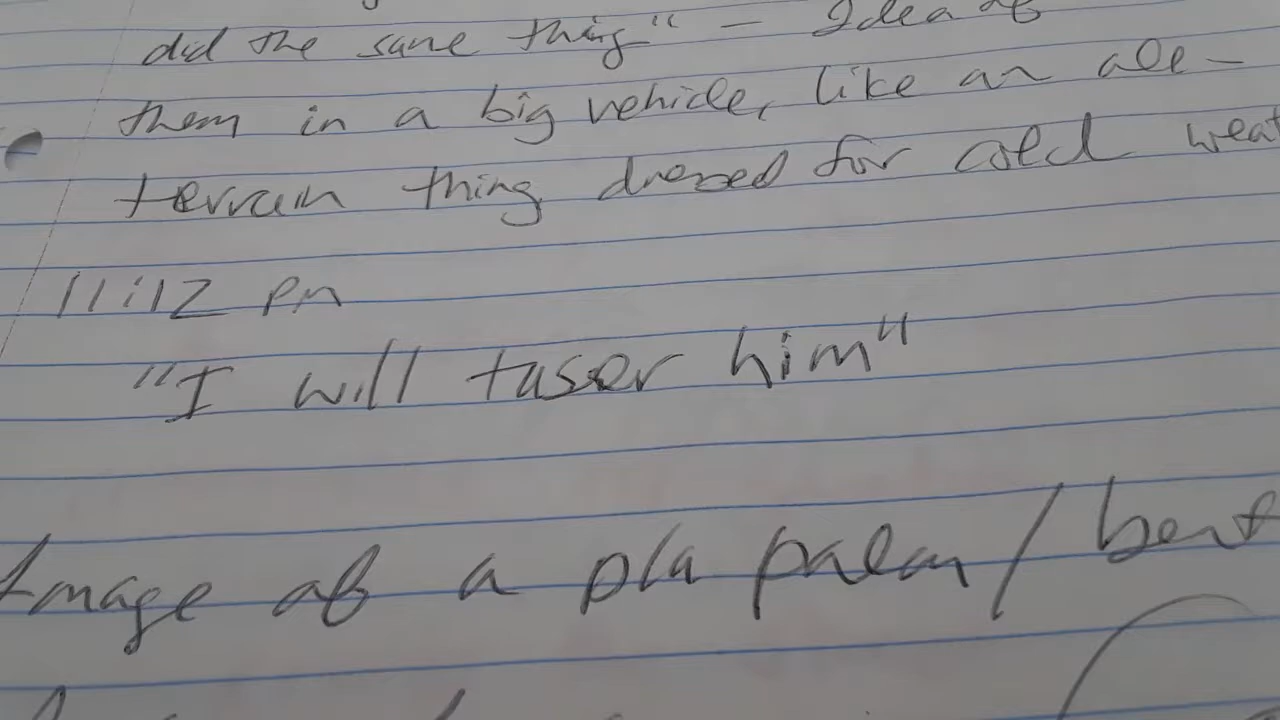 did the same thing" - Idea of
them in a big vehicle, like an all-
terrain thing dressed for cold weat
11:12 pm
"I will tasser him"
Image of a pla palm/bent